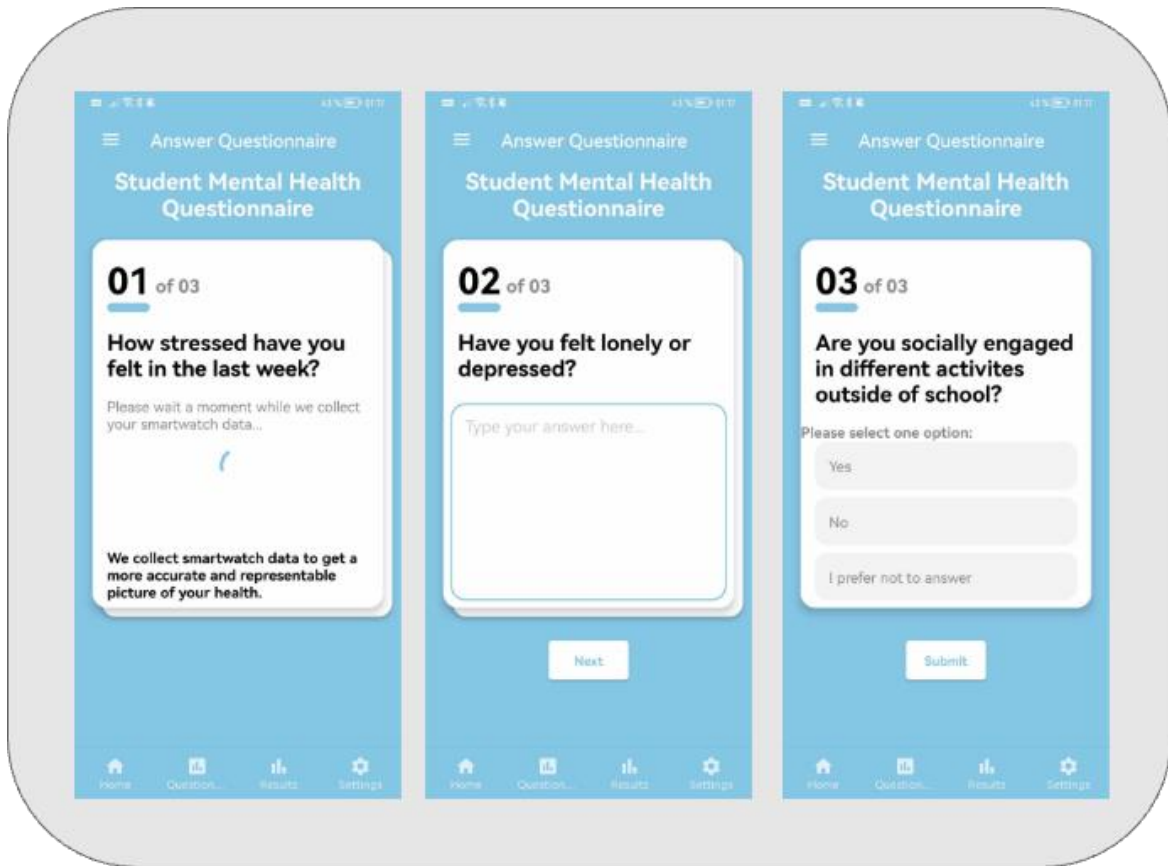 Answer Questionnaire
Student Mental Health
Questionnaire
01 of 03
How stressed have you
felt in the last week?
Please wait a moment while we collect
your smartwatch data...
We collect smartwatch data to get a
more accurate and representable
picture of your health.
Home Question... Results Settings
Answer Questionnaire
Student Mental Health
Questionnaire
02 of 03
Have you felt lonely or
depressed?
Type your answer here...
Next
Home Question... Results Settings
Answer Questionnaire
Student Mental Health
Questionnaire
03 of 03
Are you socially engaged
in different activites
outside of school?
Please select one option:
Yes
No
I prefer not to answer
Submit
Home Question... Results Settings